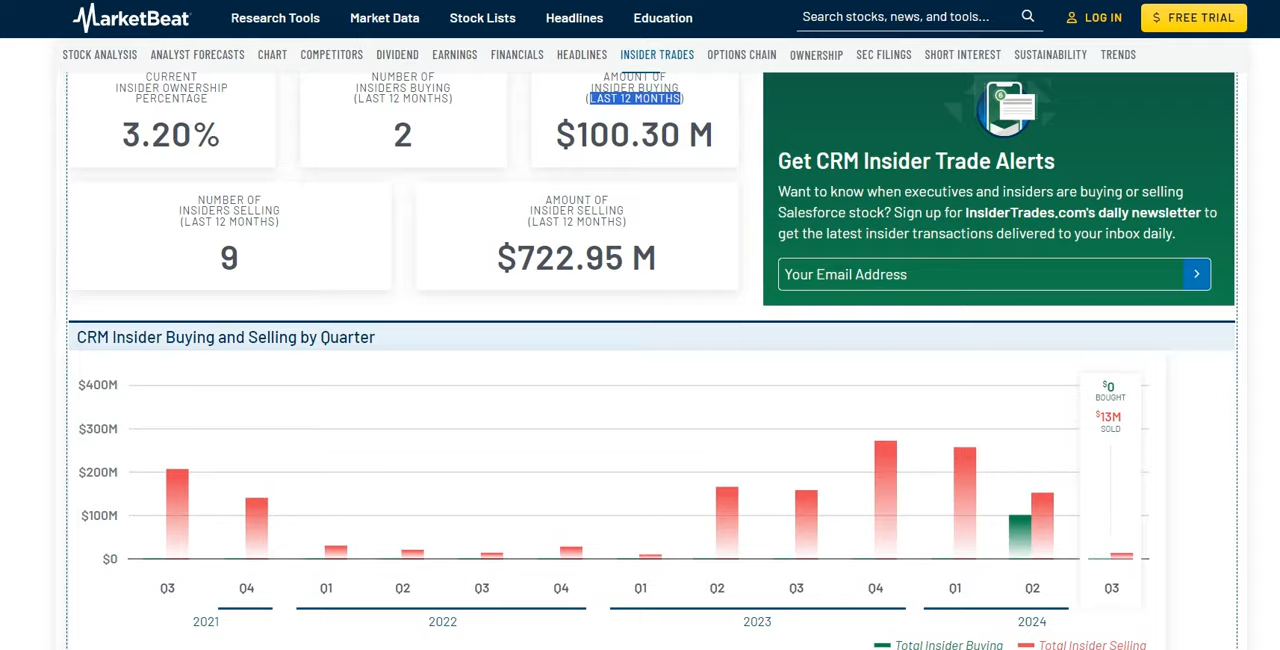 MarketBeat Research Tools Market Data Stock Lists Headlines Education Search stocks, news, and tools... LOG IN $ FREE TRIAL
STOCK ANALYSIS ANALYST FORECASTS CHART COMPETITORS DIVIDEND EARNINGS FINANCIALS HEADLINES INSIDER TRADES OPTIONS CHAIN OWNERSHIP SEC FILINGS SHORT INTEREST SUSTAINABILITY TRENDS
CURRENT
INSIDER OWNERSHIP
PERCENTAGE
3.20%
NUMBER OF
INSIDERS BUYING
(LAST 12 MONTHS)
2
AMOUNT OF
INSIDER BUYING
(LAST 12 MONTHS)
$100.30 M
NUMBER OF
INSIDERS SELLING
(LAST 12 MONTHS)
9
AMOUNT OF
INSIDER SELLING
(LAST 12 MONTHS)
$722.95 M
Get CRM Insider Trade Alerts
Want to know when executives and insiders are buying or selling
Salesforce stock? Sign up for InsiderTrades.com's daily newsletter to
get the latest insider transactions delivered to your inbox daily.
Your Email Address
CRM Insider Buying and Selling by Quarter
$400M
$300M
$200M
$100M
$0
$0
BOUGHT
$13M
SOLD
Q3 Q4 Q1 Q2 Q3 Q4 Q1 Q2 Q3 Q4 Q1 Q2 Q3
2021 2022 2023 2024
Total Insider Buying Total Insider Selling